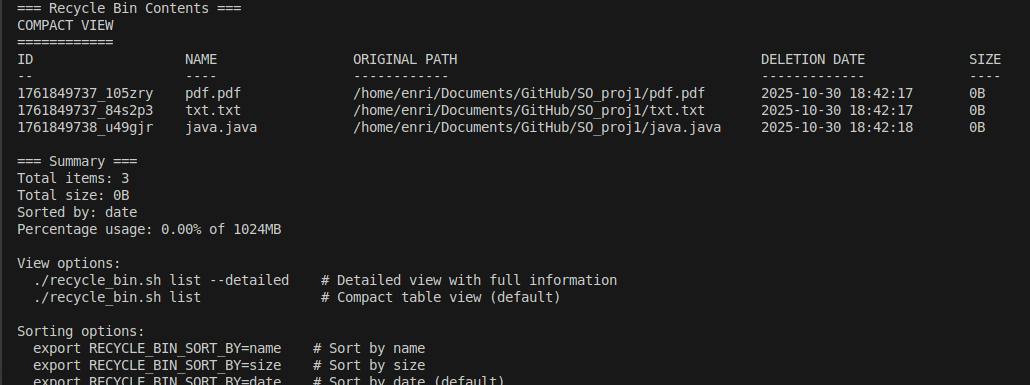 === Recycle Bin Contents ===
COMPACT VIEW
============
ID                   NAME                 ORIGINAL PATH                                      DELETION DATE             SIZE
--                   ----                 ------------                                       -------------             ----
1761849737_105zry    pdf.pdf              /home/enri/Documents/GitHub/SO_proj1/pdf.pdf       2025-10-30 18:42:17       0B
1761849737_84s2p3    txt.txt              /home/enri/Documents/GitHub/SO_proj1/txt.txt       2025-10-30 18:42:17       0B
1761849738_u49gjr    java.java            /home/enri/Documents/GitHub/SO_proj1/java.java     2025-10-30 18:42:18       0B

=== Summary ===
Total items: 3
Total size: 0B
Sorted by: date
Percentage usage: 0.00% of 1024MB

View options:
  ./recycle_bin.sh list --detailed    # Detailed view with full information
  ./recycle_bin.sh list               # Compact table view (default)

Sorting options:
  export RECYCLE_BIN_SORT_BY=name    # Sort by name
  export RECYCLE_BIN_SORT_BY=size    # Sort by size
  export RECYCLE_BIN_SORT_BY=date    # Sort by date (default)